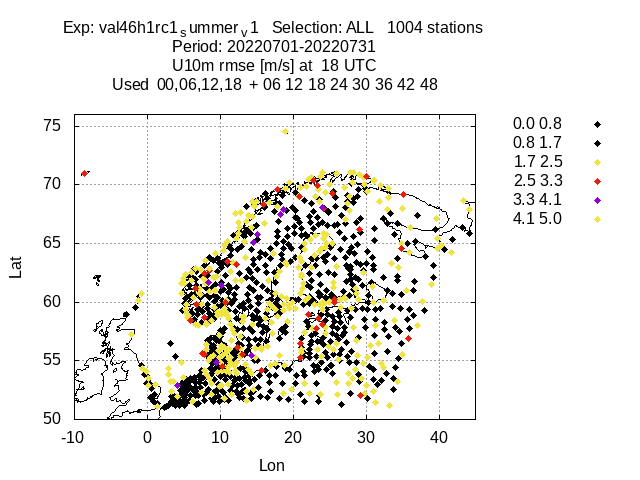 Exp: val46h1rc1summerv1 Selection: ALL 1004 stations
Period: 20220701-20220731
U10m rmse [m/s] at 18 UTC
Used 00,06,12,18 + 06 12 18 24 30 36 42 48
0.0 0.8
0.8 1.7
1.7 2.5
2.5 3.3
3.3 4.1
4.1 5.0
75
70
65
60
55
50
Lat
-10 0 10 20 30 40
Lon